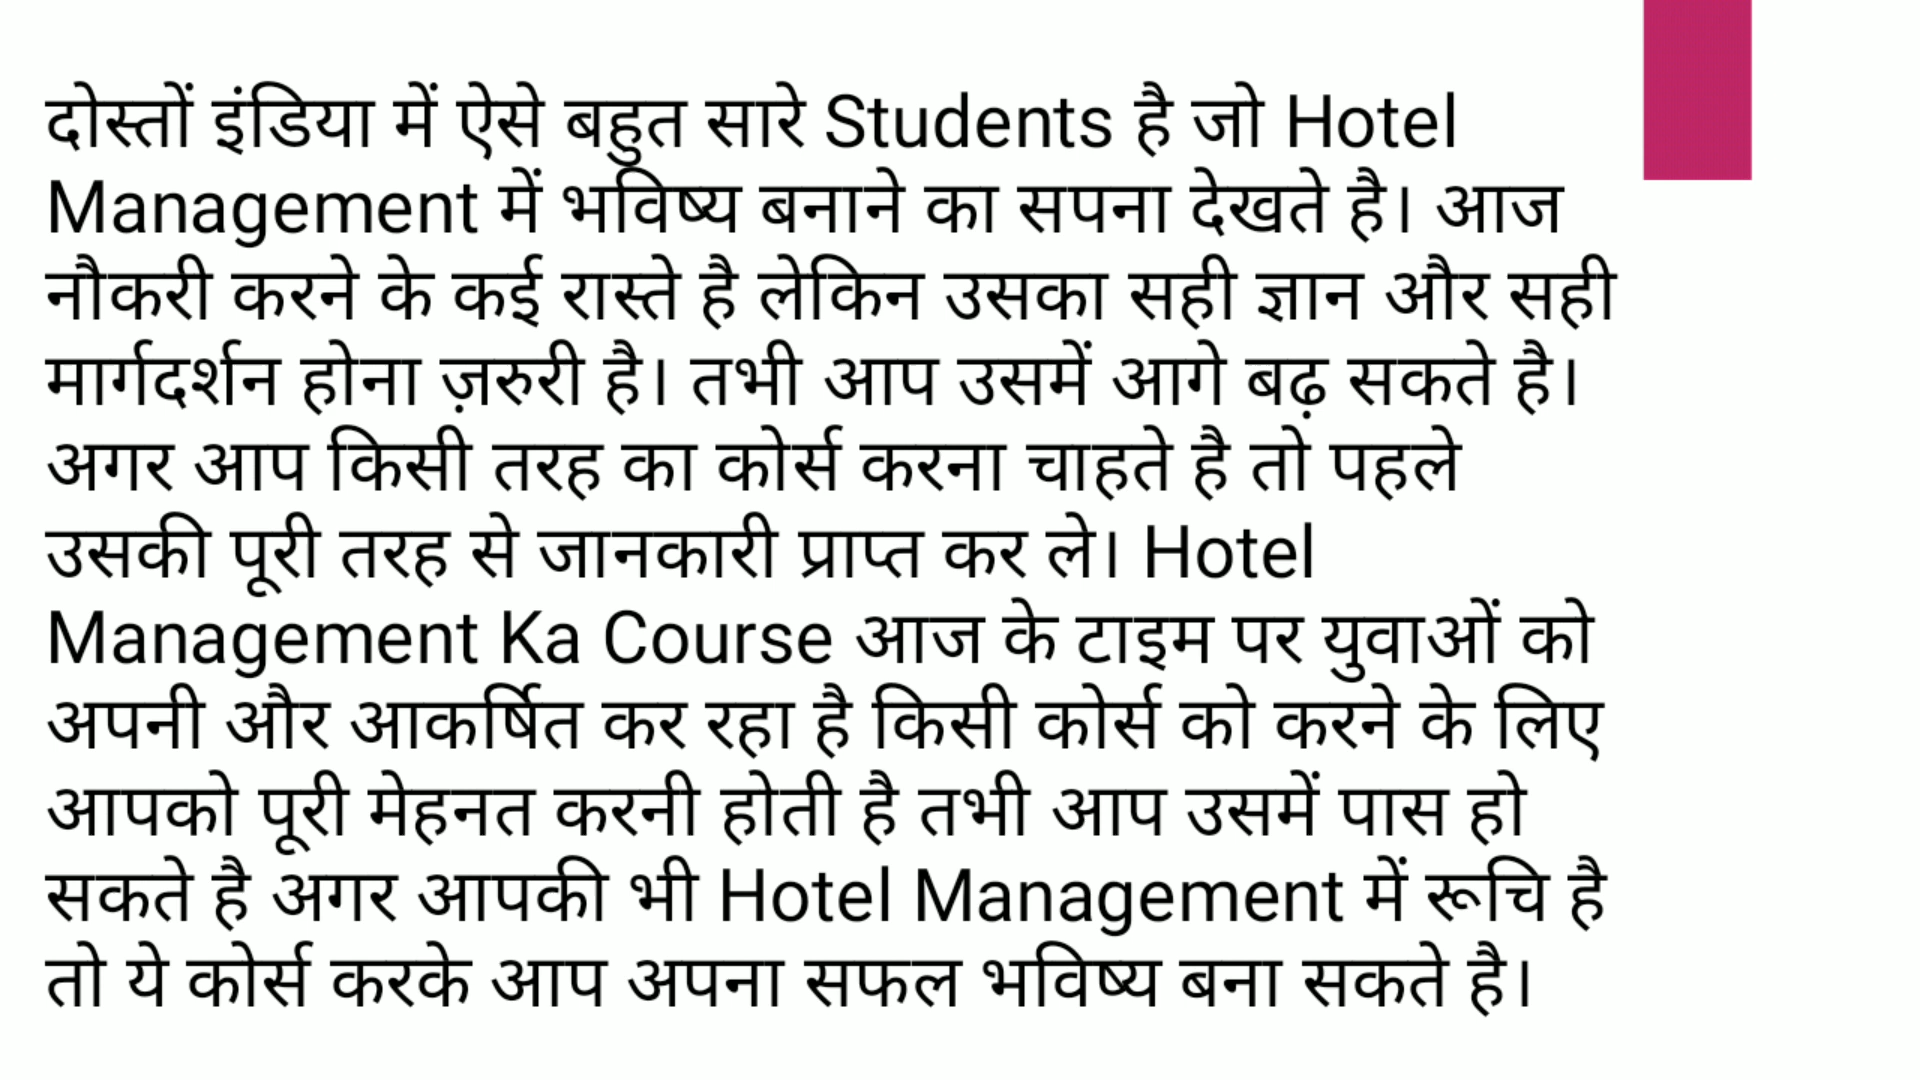 दोस्तों इंडिया में ऐसे बहुत सारे Students है जो Hotel
Management में भविष्य बनाने का सपना देखते है। आज
नौकरी करने के कई रास्ते है लेकिन उसका सही ज्ञान और सही
मार्गदर्शन होना ज़रुरी है। तभी आप उसमें आगे बढ़ सकते है।
अगर आप किसी तरह का कोर्स करना चाहते है तो पहले
उसकी पूरी तरह से जानकारी प्राप्त कर ले। Hotel
Management Ka Course आज के टाइम पर युवाओं को
अपनी और आकर्षित कर रहा है किसी कोर्स को करने के लिए
आपको पूरी मेहनत करनी होती है तभी आप उसमें पास हो
सकते है अगर आपकी भी Hotel Management में रूचि है
तो ये कोर्स करके आप अपना सफल भविष्य बना सकते है।